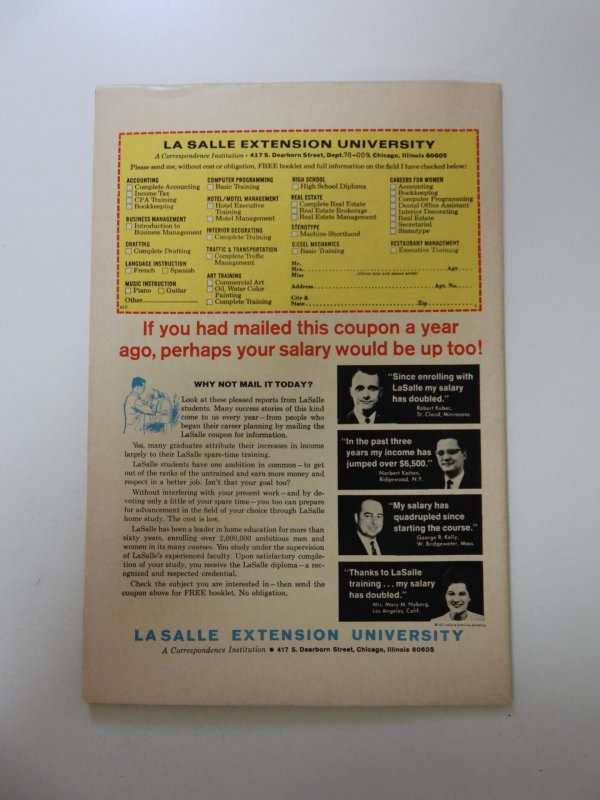 LA SALLE EXTENSION UNIVERSITY
A Correspondence Institution • 417 S. Dearborn Street, Dept. 78-009, Chicago, Illinois 60605
Please send me, without cost or obligation, FREE booklet and full information on the field I have checked below:
ACCOUNTING
Complete Accounting
Income Tax
CPA Training
Bookkeeping
BUSINESS MANAGEMENT
Introduction to
Business Management
DRAFTING
Complete Drafting
LANGUAGE INSTRUCTION
French Spanish
MUSIC INSTRUCTION
Piano Guitar
Other
COMPUTER PROGRAMMING
Basic Training
HOTEL/MOTEL MANAGEMENT
Hotel Executive
Training
Motel Management
INTERIOR DECORATING
Complete Training
TRAFFIC & TRANSPORTATION
Complete Traffic
Management
ART TRAINING
Commercial Art
Oil, Water Color
Painting
Complete Training
HIGH SCHOOL
High School Diploma
REAL ESTATE
Complete Real Estate
Real Estate Brokerage
Real Estate Management
STENOTYPE
Machine Shorthand
DIESEL MECHANICS
Basic Training
CAREERS FOR WOMEN
Accounting
Bookkeeping
Computer Programming
Dental Office Assistant
Interior Decorating
Real Estate
Secretarial
Stenotype
RESTAURANT MANAGEMENT
Executive Training
Mr.
Mrs. Age
Miss (Circle one and please print)
Address Apt. No.
City &
State Zip
If you had mailed this coupon a year
ago, perhaps your salary would be up too!
WHY NOT MAIL IT TODAY?
Look at these pleased reports from LaSalle
students. Many success stories of this kind
come to us every year—from people who
began their career planning by mailing the
LaSalle coupon for information.
Yes, many graduates attribute their increases in income
largely to their LaSalle spare-time training.
LaSalle students have one ambition in common—to get
out of the ranks of the untrained and earn more money and
respect in a better job. Isn't that your goal too?
Without interfering with your present work—and by de-
voting only a little of your spare time—you too can prepare
for advancement in the field of your choice through LaSalle
home study. The cost is low.
LaSalle has been a leader in home education for more than
sixty years, enrolling over 2,000,000 ambitious men and
women in its many courses. You study under the supervision
of LaSalle's experienced faculty. Upon satisfactory comple-
tion of your study, you receive the LaSalle diploma—a rec-
ognized and respected credential.
Check the subject you are interested in—then send the
coupon above for FREE booklet. No obligation.
"Since enrolling with
LaSalle my salary
has doubled."
Robert Kuber,
St. Cloud, Minnesota.
"In the past three
years my income has
jumped over $6,500."
Norbert Kaitan,
Ridgewood, N.Y.
"My salary has
quadrupled since
starting the course."
George R. Kelly,
W. Bridgewater, Mass.
"Thanks to LaSalle
training . . . my salary
has doubled."
Mrs. Mary M. Nyberg,
Los Angeles, Calif.
LASALLE EXTENSION UNIVERSITY
A Correspondence Institution • 417 S. Dearborn Street, Chicago, Illinois 60605